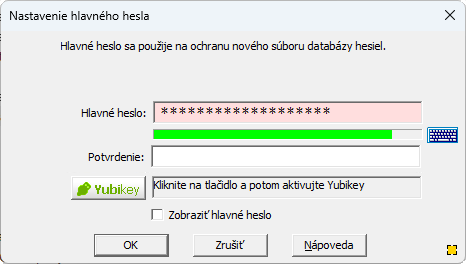 Nastavenie hlavného hesla
Hlavné heslo sa použije na ochranu nového súboru databázy hesiel.
Hlavné heslo: *******************
Potvrdenie:
Yubikey Kliknite na tlačidlo a potom aktivujte Yubikey
Zobraziť hlavné heslo
OK Zrušiť Nápoveda